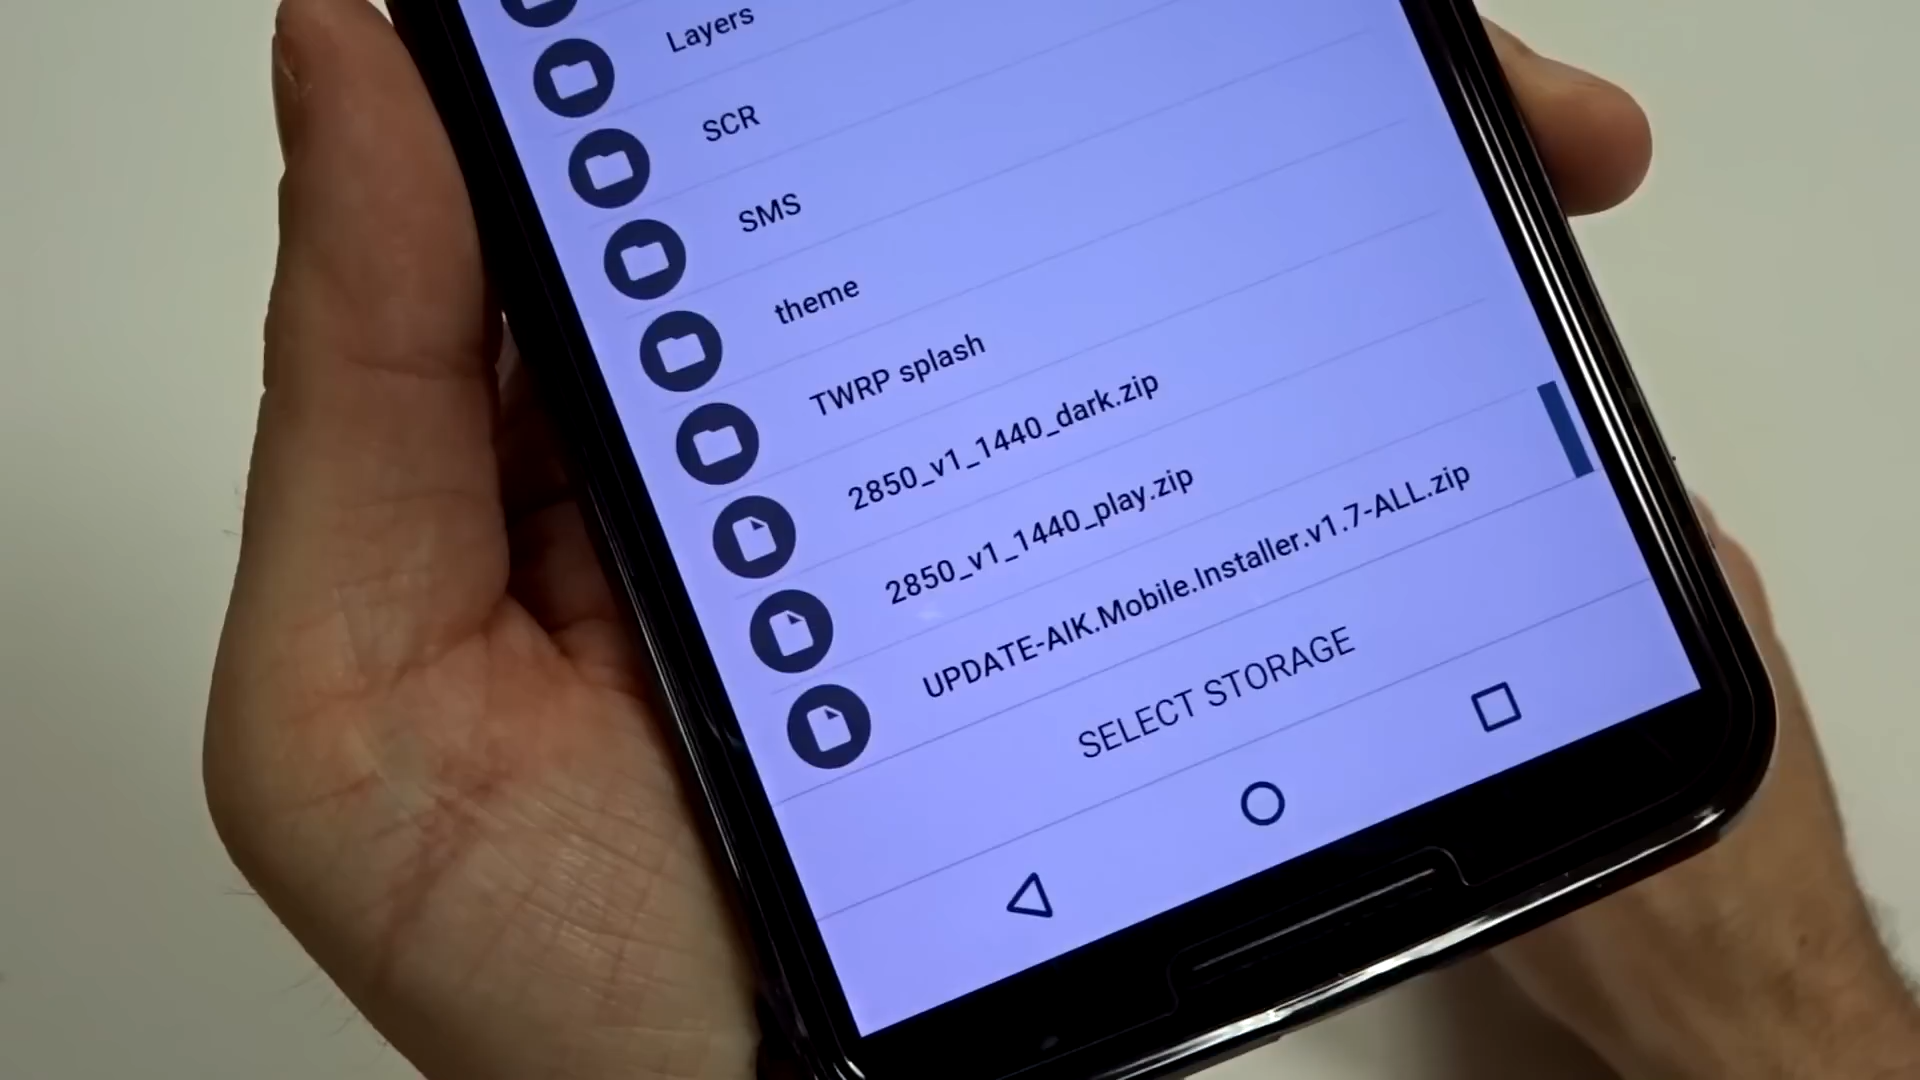 Layers
SCR
SMS
theme
TWRP splash
2850_v1_1440_dark.zip
2850_v1_1440_play.zip
UPDATE-AIK.Mobile.Installer.v1.7-ALL.zip
SELECT STORAGE